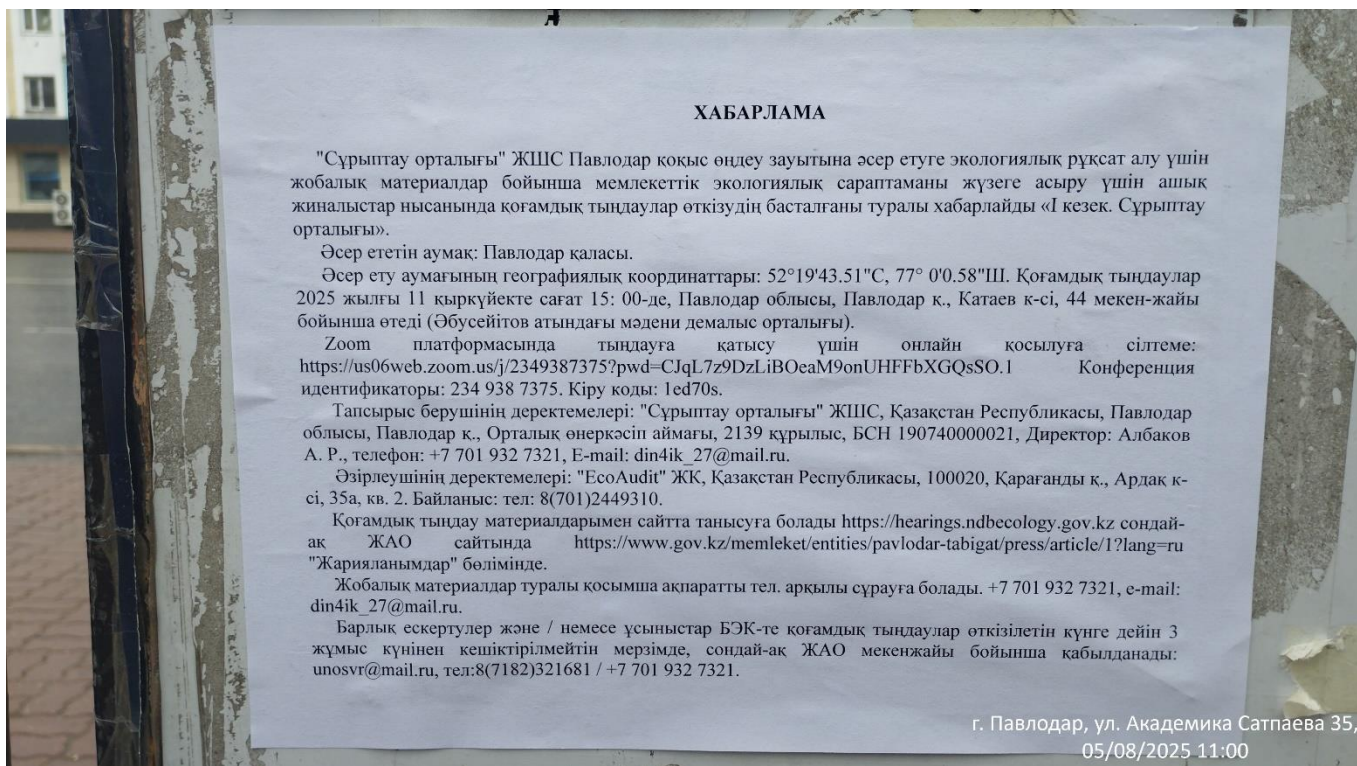 ХАБАРЛАМА
"Сұрыптау орталығы" ЖШС Павлодар қоқыс өңдеу зауытына әсер етуге экологиялық рұқсат алу үшін
жобалық материалдар бойынша мемлекеттік экологиялық сараптаманы жүзеге асыру үшін ашық
жиналыстар нысанында қоғамдық тыңдаулар өткізудің басталғаны туралы хабарлайды «I кезек. Сұрыптау
орталығы».
Әсер ететін аумақ: Павлодар қаласы.
Әсер ету аумағының географиялық координаттары: 52°19'43.51"С, 77° 0'0.58"Ш. Қоғамдық тыңдаулар
2025 жылғы 11 қыркүйекте сағат 15: 00-де, Павлодар облысы, Павлодар қ., Катаев к-сі, 44 мекен-жайы
бойынша өтеді (Әбусейітов атындағы мәдени демалыс орталығы).
Zoom платформасында тыңдауға қатысу үшін онлайн қосылуға сілтеме:
https://us06web.zoom.us/j/2349387375?pwd=CJqL7z9DzLiBOeaM9onUHFFbXGQsSO.1 Конференция
идентификаторы: 234 938 7375. Кіру коды: 1ed70s.
Тапсырыс берушінің деректемелері: "Сұрыптау орталығы" ЖШС, Қазақстан Республикасы, Павлодар
облысы, Павлодар қ., Орталық өнеркәсіп аймағы, 2139 құрылыс, БСН 190740000021, Директор: Албаков
А. Р., телефон: +7 701 932 7321, E-mail: din4ik_27@mail.ru.
Әзірлеушінің деректемелері: "EcoAudit" ЖК, Қазақстан Республикасы, 100020, Қарағанды қ., Ардақ к-
сі, 35а, кв. 2. Байланыс: тел: 8(701)2449310.
Қоғамдық тыңдау материалдарымен сайтта танысуға болады https://hearings.ndbecology.gov.kz сондай-
ақ ЖАО сайтында https://www.gov.kz/memleket/entities/pavlodar-tabigat/press/article/1?lang=ru
"Жарияланымдар" бөлімінде.
Жобалық материалдар туралы қосымша ақпаратты тел. арқылы сұрауға болады. +7 701 932 7321, e-mail:
din4ik_27@mail.ru.
Барлық ескертулер және / немесе ұсыныстар БЭК-те қоғамдық тыңдаулар өткізілетін күнге дейін 3
жұмыс күнінен кешіктірілмейтін мерзімде, сондай-ақ ЖАО мекенжайы бойынша қабылданады:
unosvr@mail.ru, тел:8(7182)321681 / +7 701 932 7321.
г. Павлодар, ул. Академика Сатпаева 35,
05/08/2025 11:00